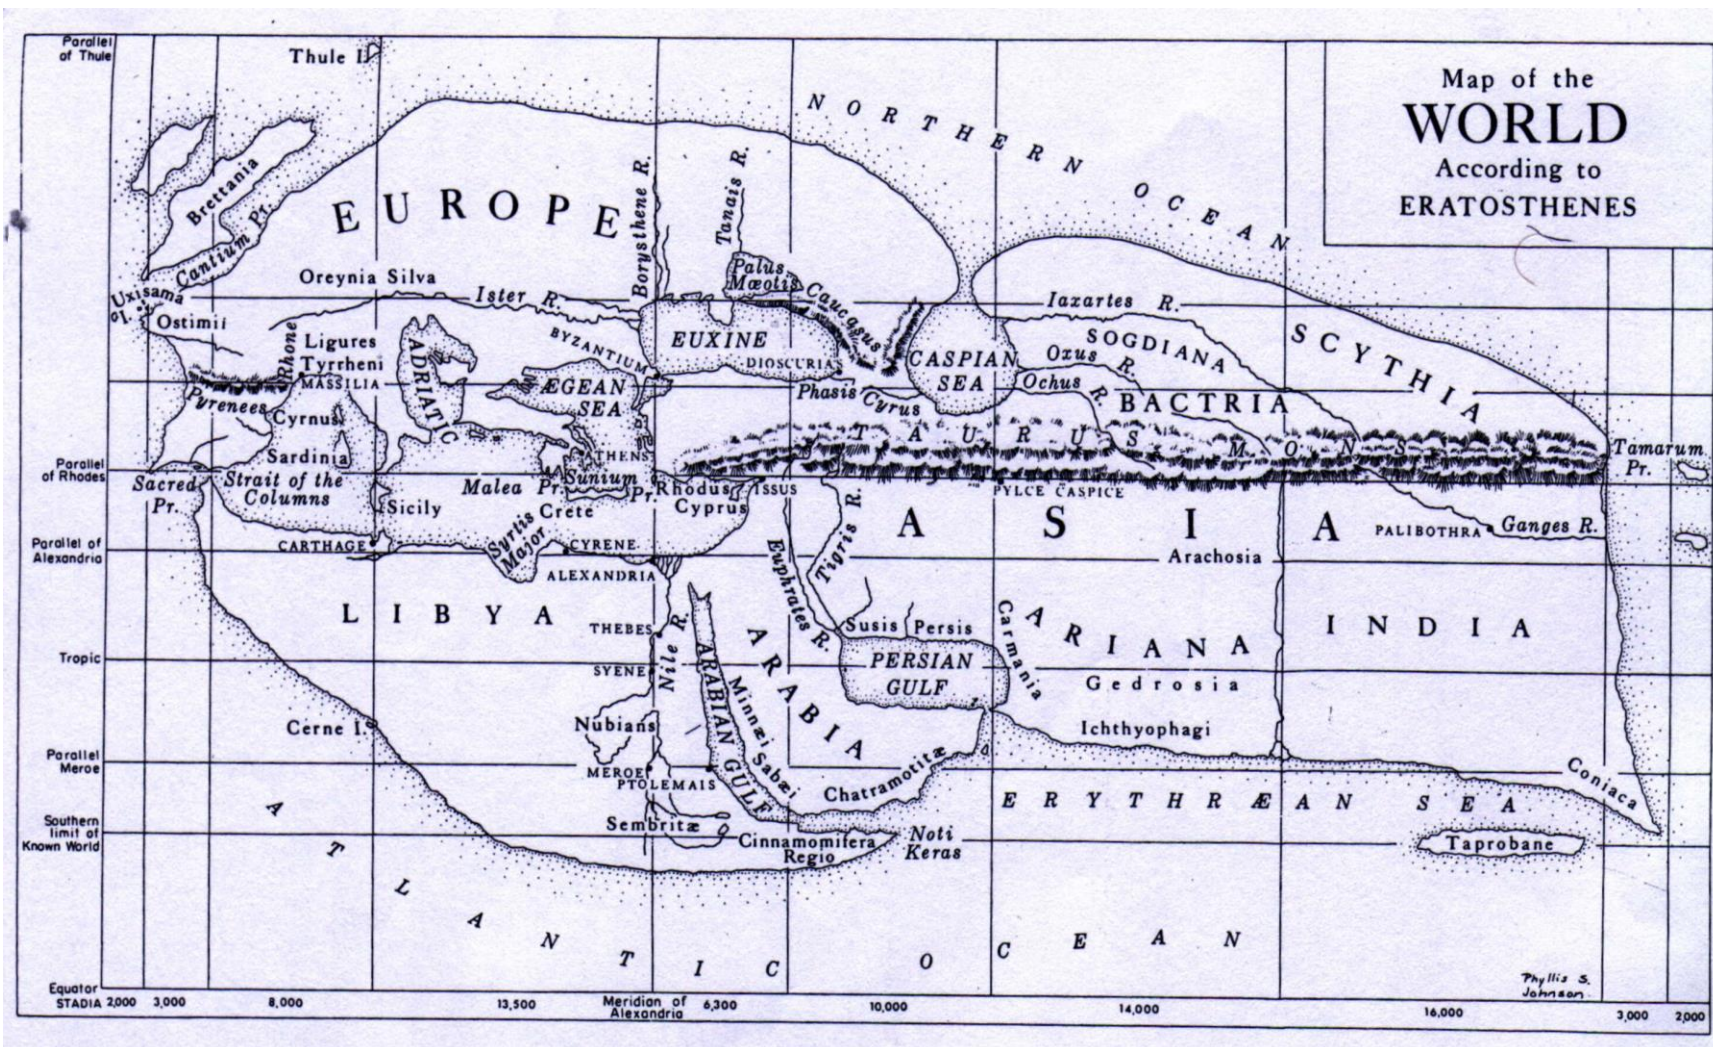 Map of the
WORLD
According to
ERATOSTHENES
Parallel
of Thule
Thule I.
NORTHERN OCEAN
Brettania
Cantium Pr.
EUROPE
Borysthene R.
Tanais R.
Palus
Mæotis
Caucasus
Oreynia Silva
Ister R.
Uxisama
I.
Ostimii
Rhone
Ligures
Tyrrheni
MASSILIA
ADRIATIC
BYZANTIUM
EUXINE
DIOSCURIA
CASPIAN
SEA
Iaxartes R.
SOGDIANA
Oxus R.
Ochus R.
SCYTHIA
Pyrenees
Cyrnus
ÆGEAN
SEA
Phasis
Cyrus
BACTRIA
TAURUS MONS
Tamarum
Pr.
Parallel
of Rhodes
Sacred
Pr.
Strait of the
Columns
Sardinia
Sicily
Malea Pr.
ATHENS
Sunium
Pr.
Rhodus
Cyprus
ISSUS
Crete
PYLCE CASPICE
Tigris R.
ASIA
PALIBOTHRA
Ganges R.
Parallel of
Alexandria
CARTHAGE
Syrtis
Major
CYRENE
ALEXANDRIA
Euphrates R.
Arachosia
LIBYA
THEBES
Nile R.
ARABIA
Susis
Persis
Carmania
ARIANA
INDIA
Tropic
SYENE
ARABIAN GULF
Minnæi
Sabæi
PERSIAN
GULF
Gedrosia
Cerne I.
Nubians
Ichthyophagi
Parallel
Meroe
MEROE
PTOLEMAIS
Chatramotitæ
Coniaca
ERYTHRÆAN SEA
Southern
limit of
Known World
Sembritæ
Cinnamomifera
Regio
Noti
Keras
Taprobane
ATLANTIC OCEAN
Phyllis S.
Johnson
Equator
STADIA 2,000 3,000 8,000 13,500 Meridian of
Alexandria 6,300 10,000 14,000 16,000 3,000 2,000